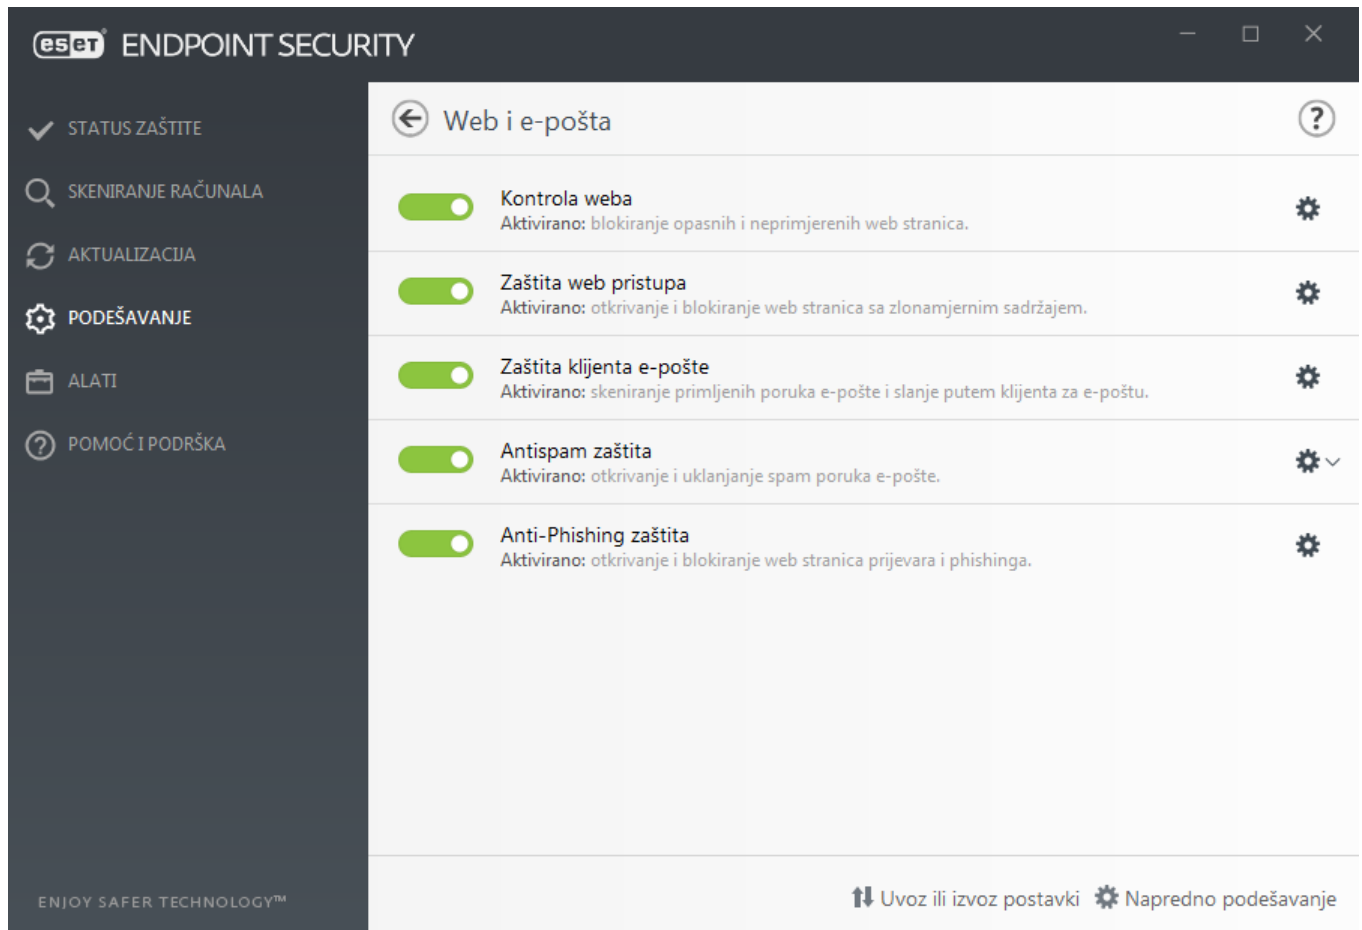 eset ENDPOINT SECURITY
STATUS ZAŠTITE
SKENIRANJE RAČUNALA
AKTUALIZACIJA
PODEŠAVANJE
ALATI
POMOĆ I PODRŠKA
ENJOY SAFER TECHNOLOGY™
Web i e-pošta
Kontrola weba
Aktivirano: blokiranje opasnih i neprimjerenih web stranica.
Zaštita web pristupa
Aktivirano: otkrivanje i blokiranje web stranica sa zlonamjernim sadržajem.
Zaštita klijenta e-pošte
Aktivirano: skeniranje primljenih poruka e-pošte i slanje putem klijenta za e-poštu.
Antispam zaštita
Aktivirano: otkrivanje i uklanjanje spam poruka e-pošte.
Anti-Phishing zaštita
Aktivirano: otkrivanje i blokiranje web stranica prijevara i phishinga.
Uvoz ili izvoz postavki Napredno podešavanje